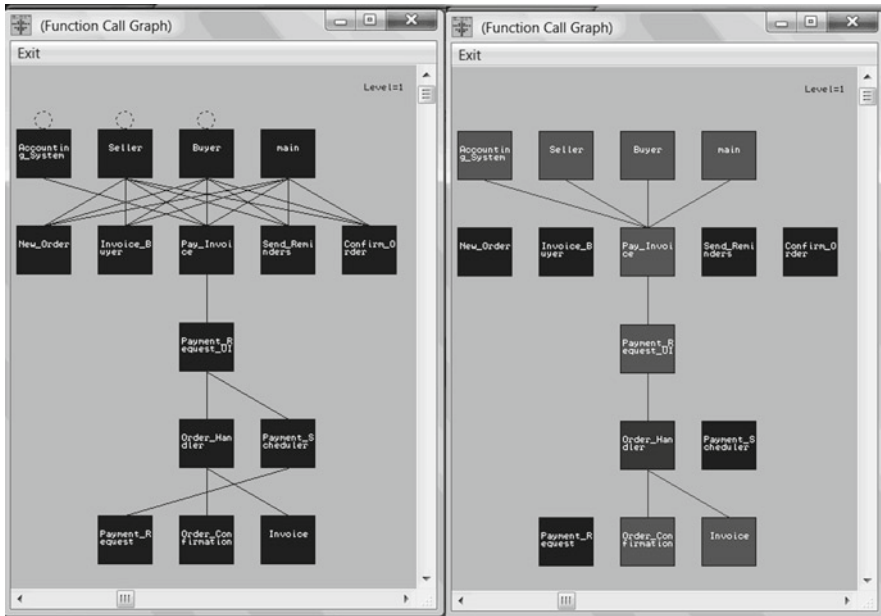 (Function Call Graph)
Exit
Level=1
Accountin
g_System
Seller
Buyer
main
New_Order
Invoice_B
uyer
Pay_Invoi
ce
Send_Remi
nders
Confirm_O
rder
Payment_R
equest_UI
Order_Han
dler
Payment_S
cheduler
Payment_R
equest
Order_Con
firmation
Invoice
(Function Call Graph)
Exit
Level=1
Accountin
g_System
Seller
Buyer
main
New_Order
Invoice_B
uyer
Pay_Invoi
ce
Send_Remi
nders
Confirm_O
rder
Payment_R
equest_UI
Order_Han
dler
Payment_S
cheduler
Payment_R
equest
Order_Con
firmation
Invoice